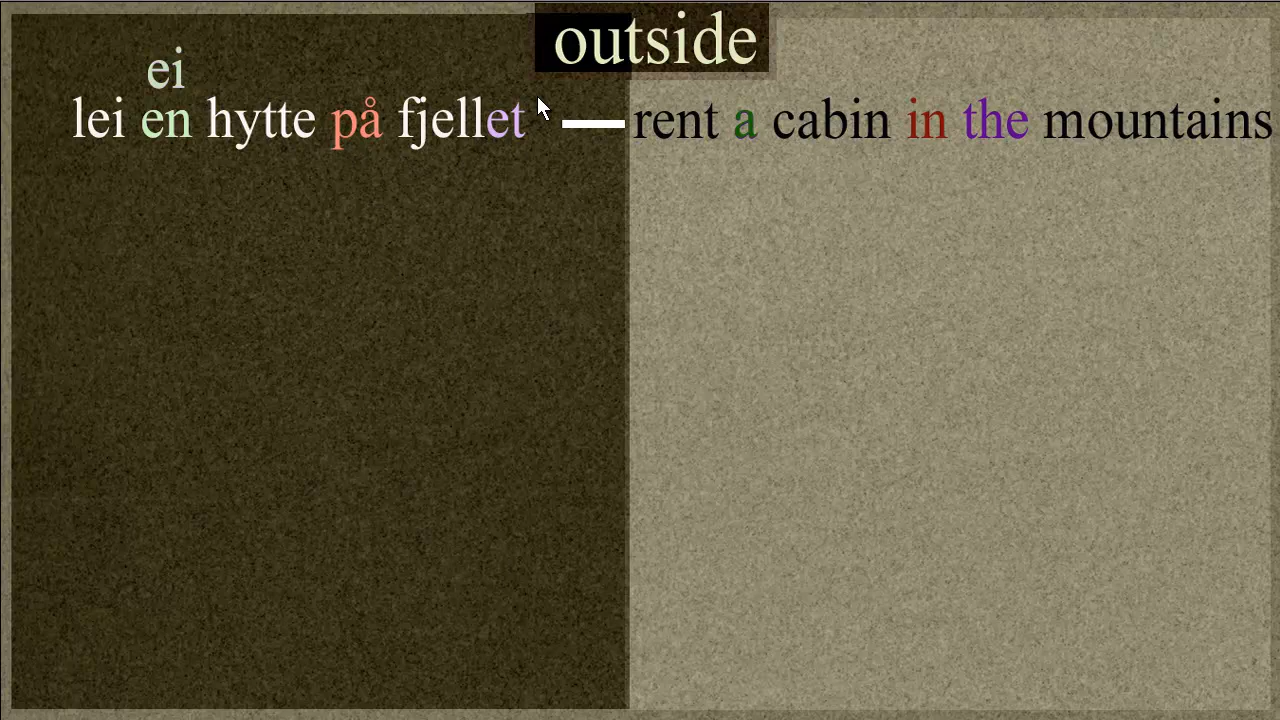 outside
ei
lei en hytte på fjellet — rent a cabin in the mountains